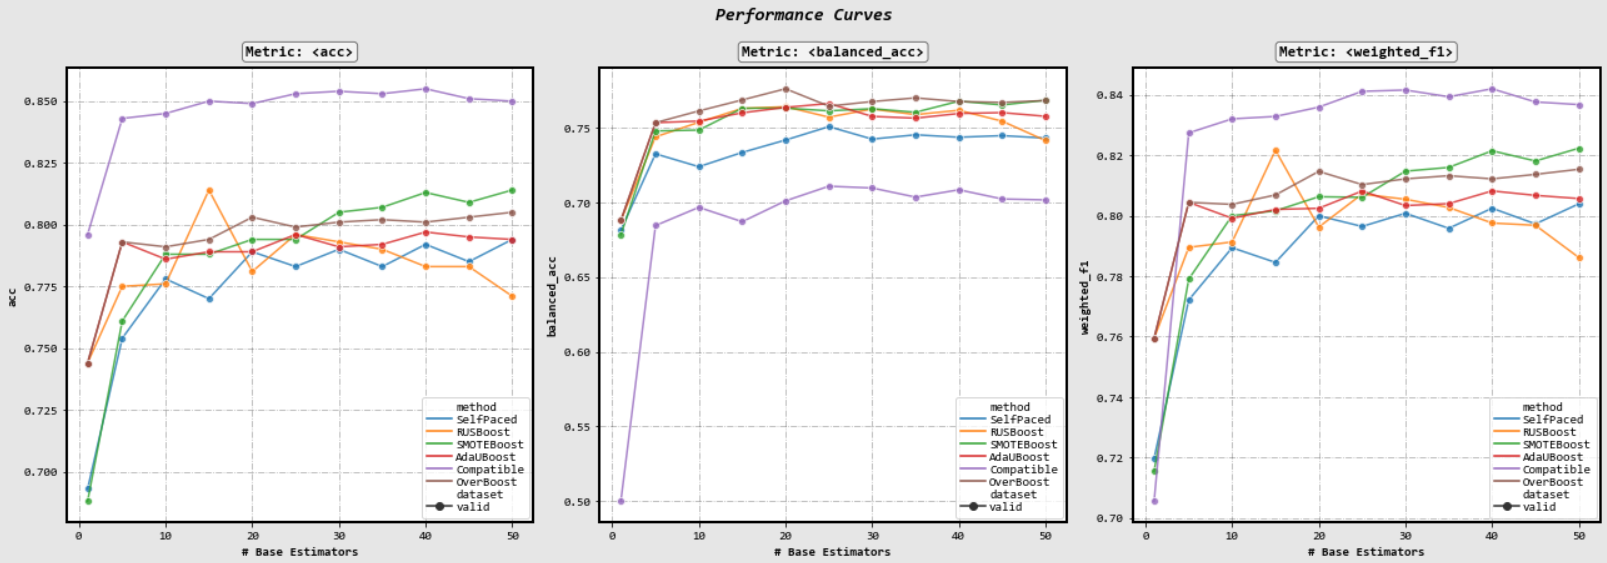 Performance Curves
Metric: <acc>
0.850
0.825
0.800
0.775
0.750
0.725
0.700
acc
0
10
20
30
40
50
# Base Estimators
method
SelfPaced
RUSBoost
SMOTEBoost
AdaUBoost
Compatible
OverBoost
dataset
valid
Metric: <balanced_acc>
0.75
0.70
0.65
0.60
0.55
0.50
balanced_acc
0
10
20
30
40
50
# Base Estimators
method
SelfPaced
RUSBoost
SMOTEBoost
AdaUBoost
Compatible
OverBoost
dataset
valid
Metric: <weighted_f1>
0.84
0.82
0.80
0.78
0.76
0.74
0.72
0.70
weighted_f1
0
10
20
30
40
50
# Base Estimators
method
SelfPaced
RUSBoost
SMOTEBoost
AdaUBoost
Compatible
OverBoost
dataset
valid